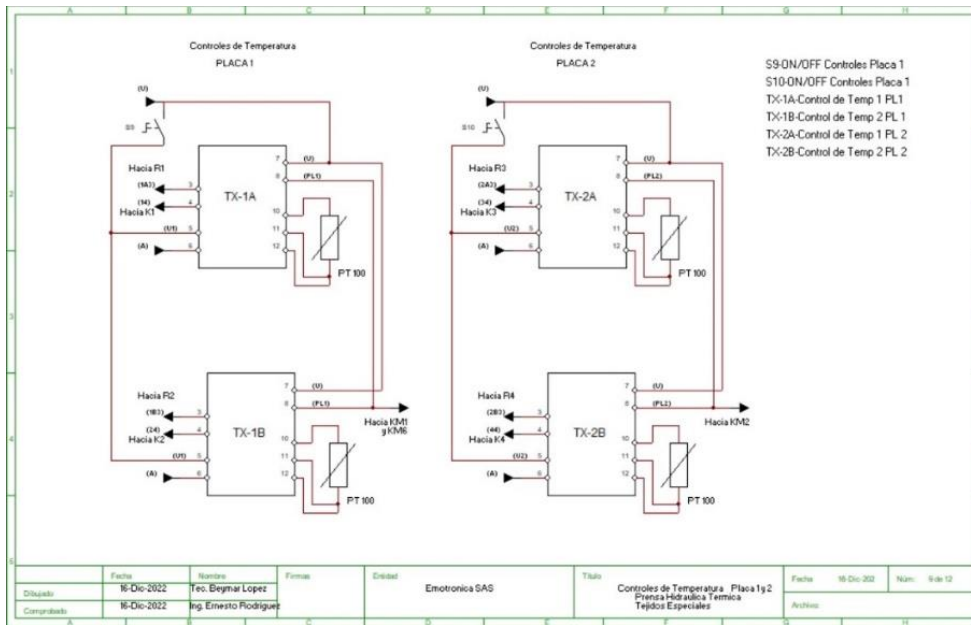 A B C D E F G H
1
2
3
4
5
Controles de Temperatura
PLACA 1
(U)
S9
Hacia R1
(1A3) 3
(14) 4
Hacia K1
(U1) 5
(A) 6
TX-1A
7 (U)
8 (PL1)
10
11
12
PT 100
Hacia R2
(1B3) 3
(24) 4
Hacia K2
(U1) 5
(A) 6
TX-1B
7 (U)
8 (PL1)
10
11
12
Hacia KM1
y KM6
PT 100
Controles de Temperatura
PLACA 2
(U)
S10
Hacia R3
(2A3) 3
(34) 4
Hacia K3
(U2) 5
(A) 6
TX-2A
7 (U)
8 (PL2)
10
11
12
PT 100
Hacia R4
(2B3) 3
(44) 4
Hacia K4
(U2) 5
(A) 6
TX-2B
7 (U)
8 (PL2)
10
11
12
Hacia KM2
PT 100
S9-ON/OFF Controles Placa 1
S10-ON/OFF Controles Placa 1
TX-1A-Control de Temp 1 PL1
TX-1B-Control de Temp 2 PL 1
TX-2A-Control de Temp 1 PL 2
TX-2B-Control de Temp 2 PL 2
Fecha Nombre Firmas Entidad Título Fecha 16-Dic-202 Núm: 9 de 12
Dibujado 16-Dic-2022 Tec. Beymar Lopez
Comprobado 16-Dic-2022 Ing. Ernesto Rodriguez
Emotronica SAS
Controles de Temperatura Placa 1 y 2
Prensa Hidraulica Termica
Tejidos Especiales
Archivo:
A B C D E F G H